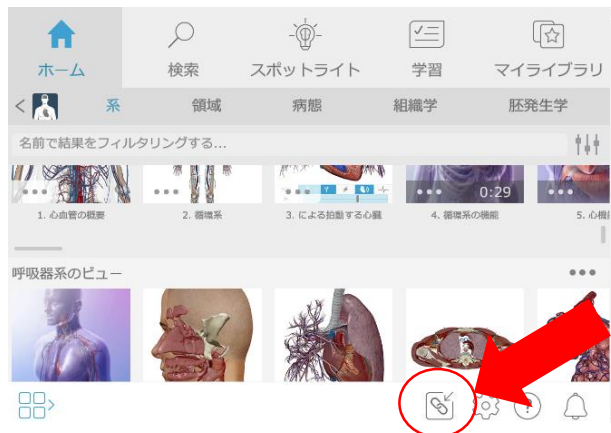 ホーム 検索 スポットライト 学習 マイライブラリ
系 領域 病態 組織学 胚発生学
名前で結果をフィルタリングする...
0:29
1. 心血管の概要 2. 循環系 3. による拍動する心臓 4. 循環系の機能 5. 心機
呼吸器系のビュー